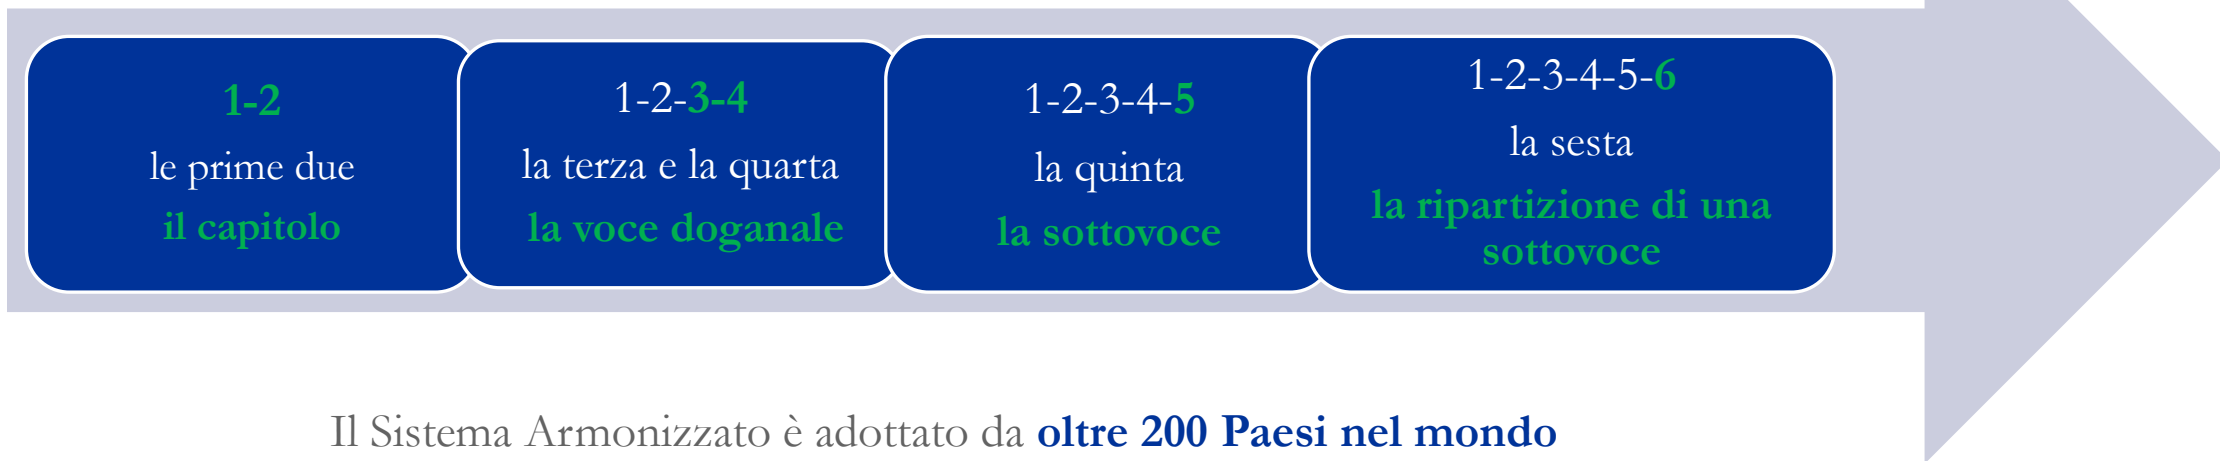 1-2
le prime due
il capitolo
1-2-3-4
la terza e la quarta
la voce doganale
1-2-3-4-5
la quinta
la sottovoce
1-2-3-4-5-6
la sesta
la ripartizione di una
sottovoce
Il Sistema Armonizzato è adottato da oltre 200 Paesi nel mondo